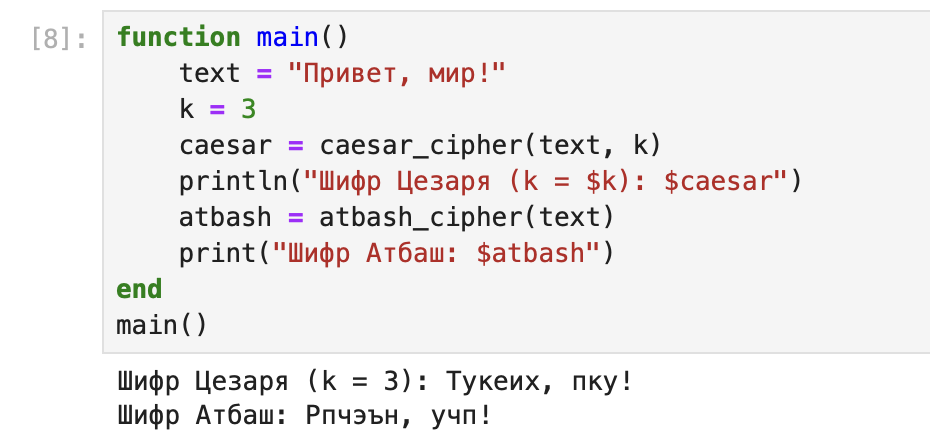 [8]: function main()
text = "Привет, мир!"
k = 3
caesar = caesar_cipher(text, k)
println("Шифр Цезаря (k = $k): $caesar")
atbash = atbash_cipher(text)
print("Шифр Атбаш: $atbash")
end
main()
Шифр Цезаря (k = 3): Тукеих, пку!
Шифр Атбаш: Рпчэън, учп!